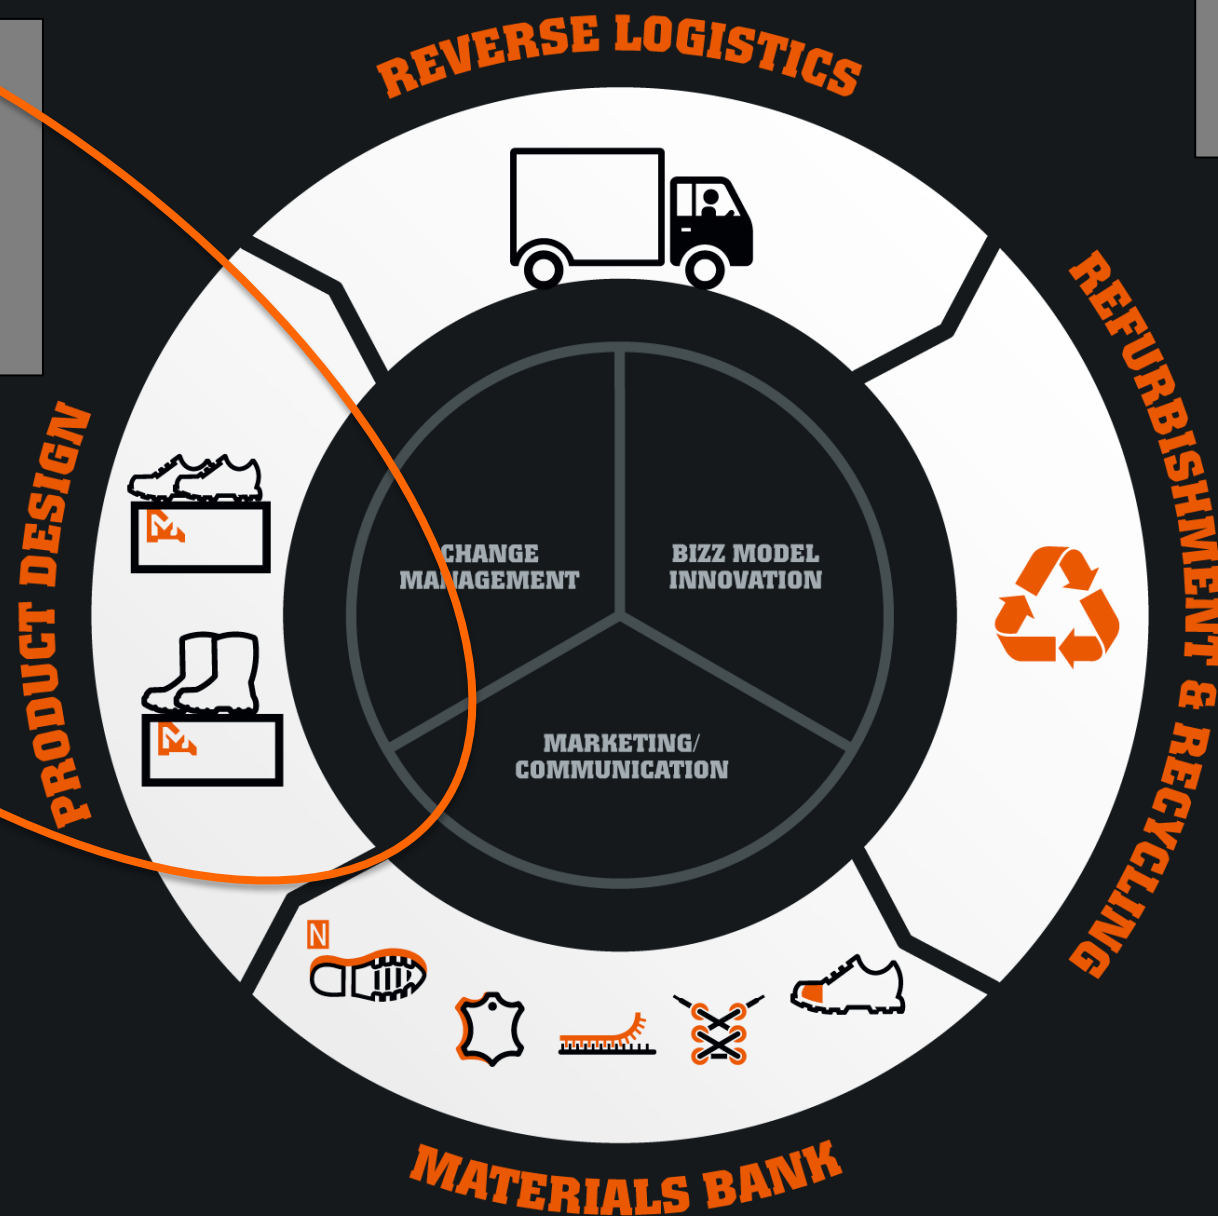 REVERSE LOGISTICS
REFURBISHMENT & RECYCLING
PRODUCT DESIGN
CHANGE
MANAGEMENT
BIZZ MODEL
INNOVATION
MARKETING/
COMMUNICATION
N
MATERIALS BANK